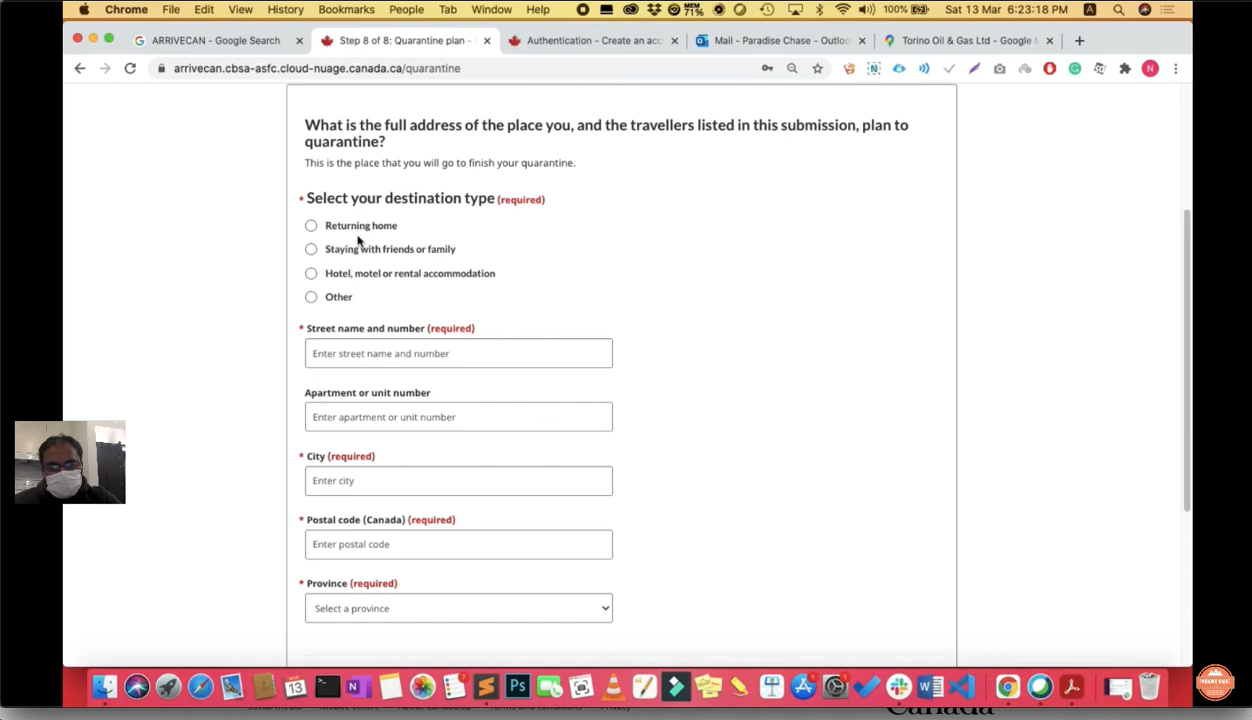 Chrome File Edit View History Bookmarks People Tab Window Help MEM 71% 100% Sat 13 Mar 6:23:18 PM A
ARRIVECAN - Google Search Step 8 of 8: Quarantine plan - Authentication - Create an acc Mail - Paradise Chase - Outloo Torino Oil & Gas Ltd - Google
arrivecan.cbsa-asfc.cloud-nuage.canada.ca/quarantine N
What is the full address of the place you, and the travellers listed in this submission, plan to
quarantine?
This is the place that you will go to finish your quarantine.
* Select your destination type (required)
Returning home
Staying with friends or family
Hotel, motel or rental accommodation
Other
* Street name and number (required)
Enter street name and number
Apartment or unit number
Enter apartment or unit number
* City (required)
Enter city
* Postal code (Canada) (required)
Enter postal code
* Province (required)
Select a province
13 N Ps W